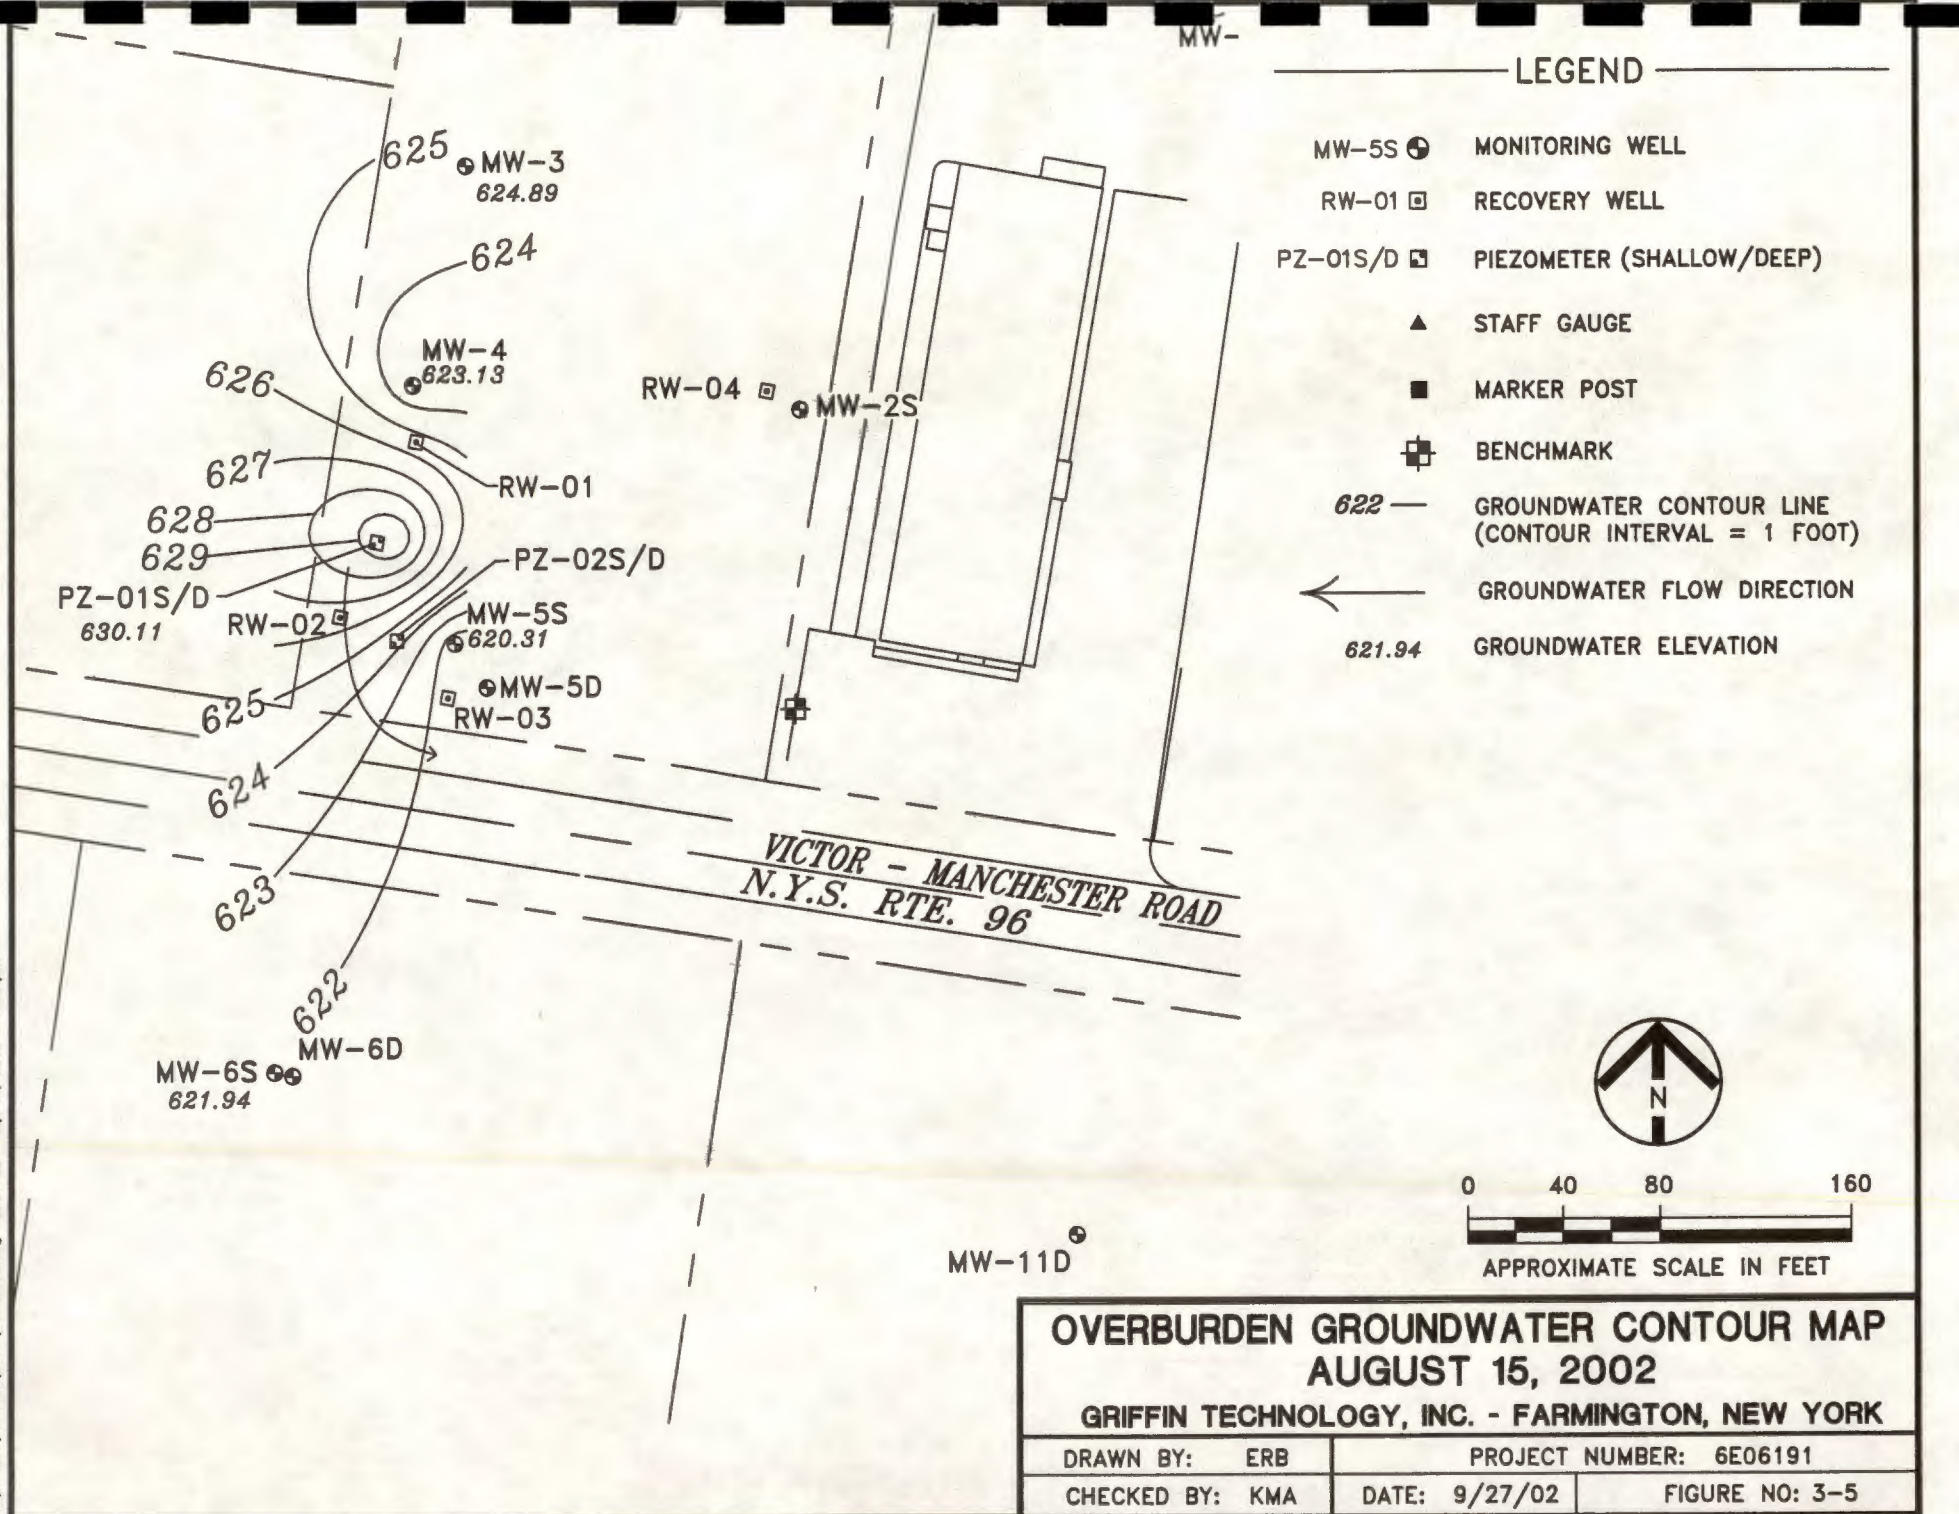 MW-
LEGEND
MW-5S MONITORING WELL
RW-01 RECOVERY WELL
PZ-01S/D PIEZOMETER (SHALLOW/DEEP)
STAFF GAUGE
MARKER POST
BENCHMARK
622 GROUNDWATER CONTOUR LINE
(CONTOUR INTERVAL = 1 FOOT)
GROUNDWATER FLOW DIRECTION
621.94 GROUNDWATER ELEVATION
625
MW-3
624.89
624
MW-4
623.13
626
RW-04
MW-2S
627
RW-01
628
629
PZ-02S/D
PZ-01S/D
630.11
RW-02
MW-5S
620.31
MW-5D
RW-03
625
624
623
622
VICTOR - MANCHESTER ROAD
N.Y.S. RTE. 96
MW-6D
MW-6S
621.94
MW-11D
N
0 40 80 160
APPROXIMATE SCALE IN FEET
OVERBURDEN GROUNDWATER CONTOUR MAP
AUGUST 15, 2002
GRIFFIN TECHNOLOGY, INC. - FARMINGTON, NEW YORK
DRAWN BY: ERB
PROJECT NUMBER: 6E06191
CHECKED BY: KMA
DATE: 9/27/02
FIGURE NO: 3-5